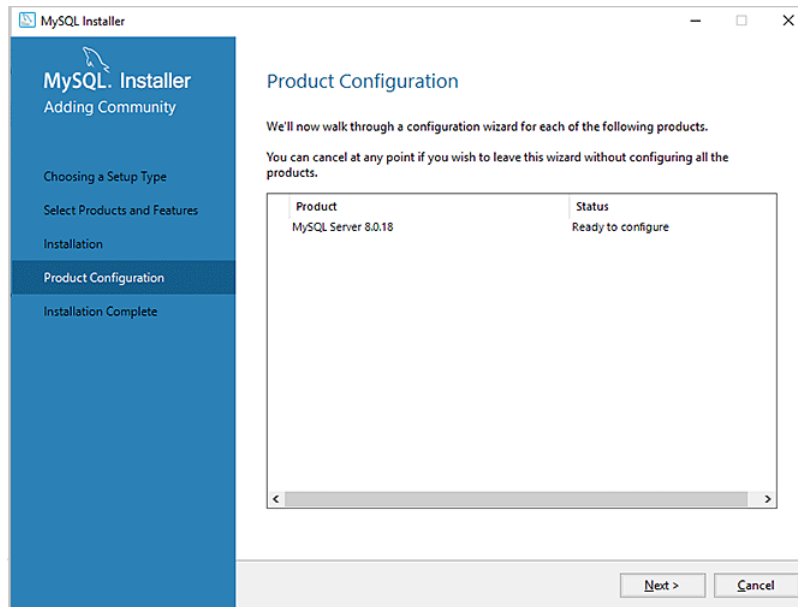 MySQL Installer
MySQL. Installer
Adding Community
Choosing a Setup Type
Select Products and Features
Installation
Product Configuration
Installation Complete
Product Configuration
We'll now walk through a configuration wizard for each of the following products.
You can cancel at any point if you wish to leave this wizard without configuring all the
products.
Product Status
MySQL Server 8.0.18 Ready to configure
Next > Cancel